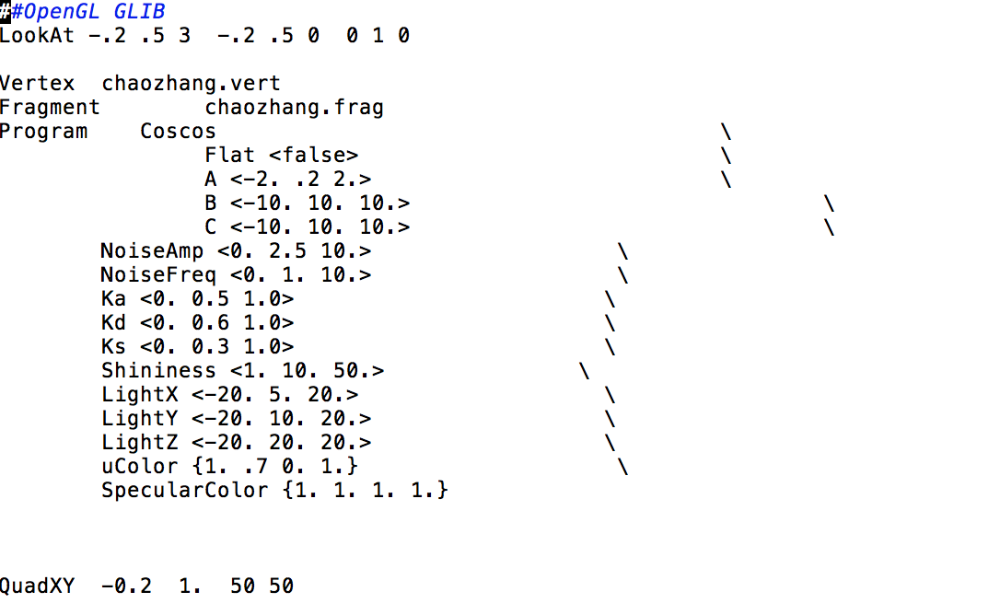 ##OpenGL GLIB
LookAt -.2 .5 3  -.2 .5 0  0 1 0
Vertex  chaozhang.vert
Fragment        chaozhang.frag
Program    Coscos                                       \
                Flat <false>                            \
                A <-2. .2 2.>                           \
                B <-10. 10. 10.>                                \
                C <-10. 10. 10.>                                \
        NoiseAmp <0. 2.5 10.>                   \
        NoiseFreq <0. 1. 10.>                   \
        Ka <0. 0.5 1.0>                        \
        Kd <0. 0.6 1.0>                        \
        Ks <0. 0.3 1.0>                        \
        Shininess <1. 10. 50.>               \
        LightX <-20. 5. 20.>                   \
        LightY <-20. 10. 20.>                  \
        LightZ <-20. 20. 20.>                  \
        uColor {1. .7 0. 1.}                    \
        SpecularColor {1. 1. 1. 1.}
QuadXY  -0.2  1.  50 50